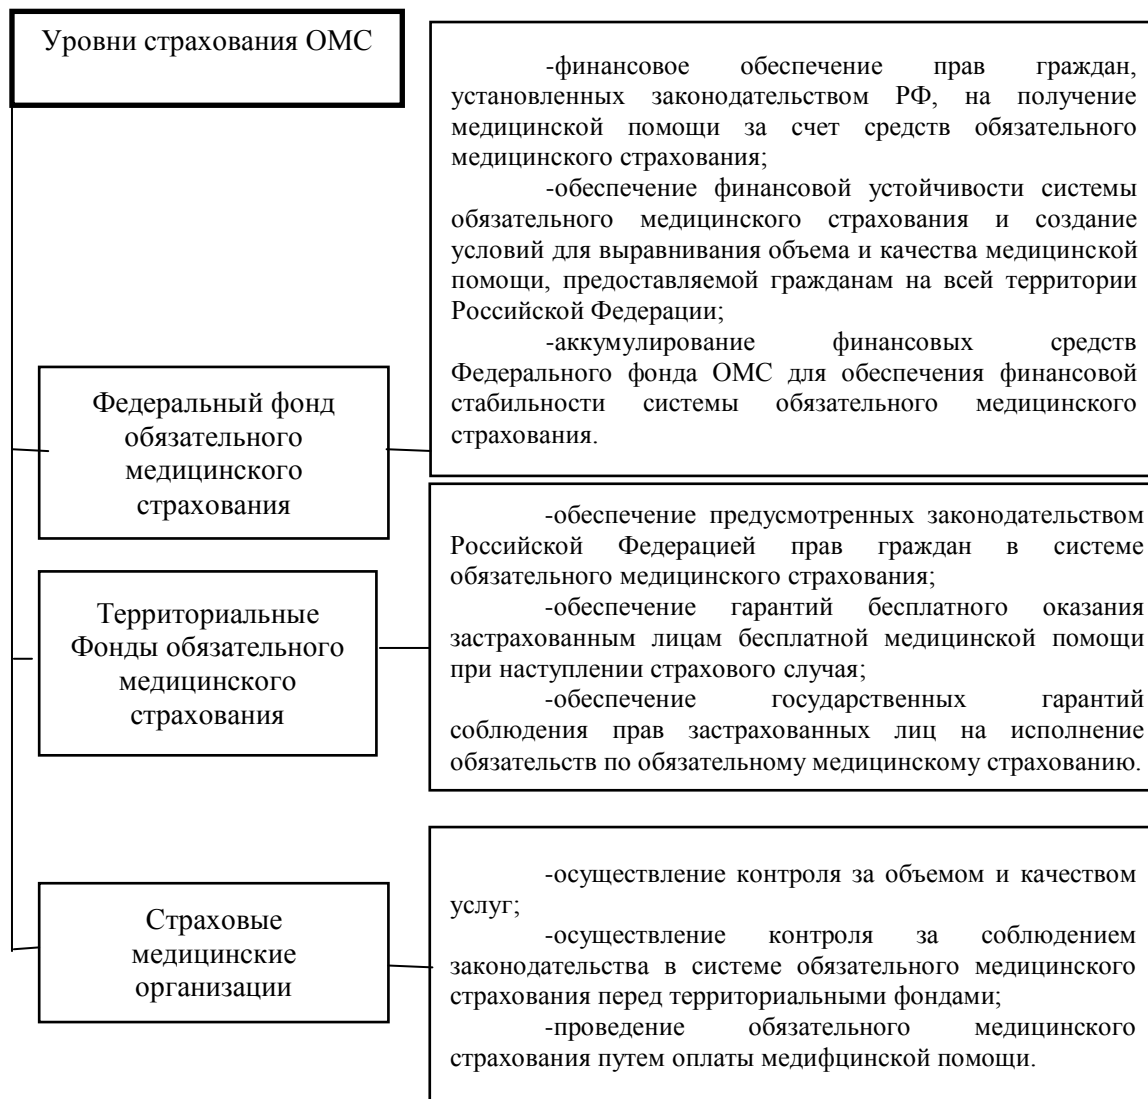 Уровни страхования ОМС
-финансовое обеспечение прав граждан,
установленных законодательством РФ, на получение
медицинской помощи за счет средств обязательного
медицинского страхования;
-обеспечение финансовой устойчивости системы
обязательного медицинского страхования и создание
условий для выравнивания объема и качества медицинской
помощи, предоставляемой гражданам на всей территории
Российской Федерации;
-аккумулирование финансовых средств
Федерального фонда ОМС для обеспечения финансовой
стабильности системы обязательного медицинского
страхования.
Федеральный фонд
обязательного
медицинского
страхования
-обеспечение предусмотренных законодательством
Российской Федерацией прав граждан в системе
обязательного медицинского страхования;
-обеспечение гарантий бесплатного оказания
застрахованным лицам бесплатной медицинской помощи
при наступлении страхового случая;
-обеспечение государственных гарантий
соблюдения прав застрахованных лиц на исполнение
обязательств по обязательному медицинскому страхованию.
Территориальные
Фонды обязательного
медицинского
страхования
-осуществление контроля за объемом и качеством
услуг;
-осуществление контроля за соблюдением
законодательства в системе обязательного медицинского
страхования перед территориальными фондами;
-проведение обязательного медицинского
страхования путем оплаты медифцинской помощи.
Страховые
медицинские
организации